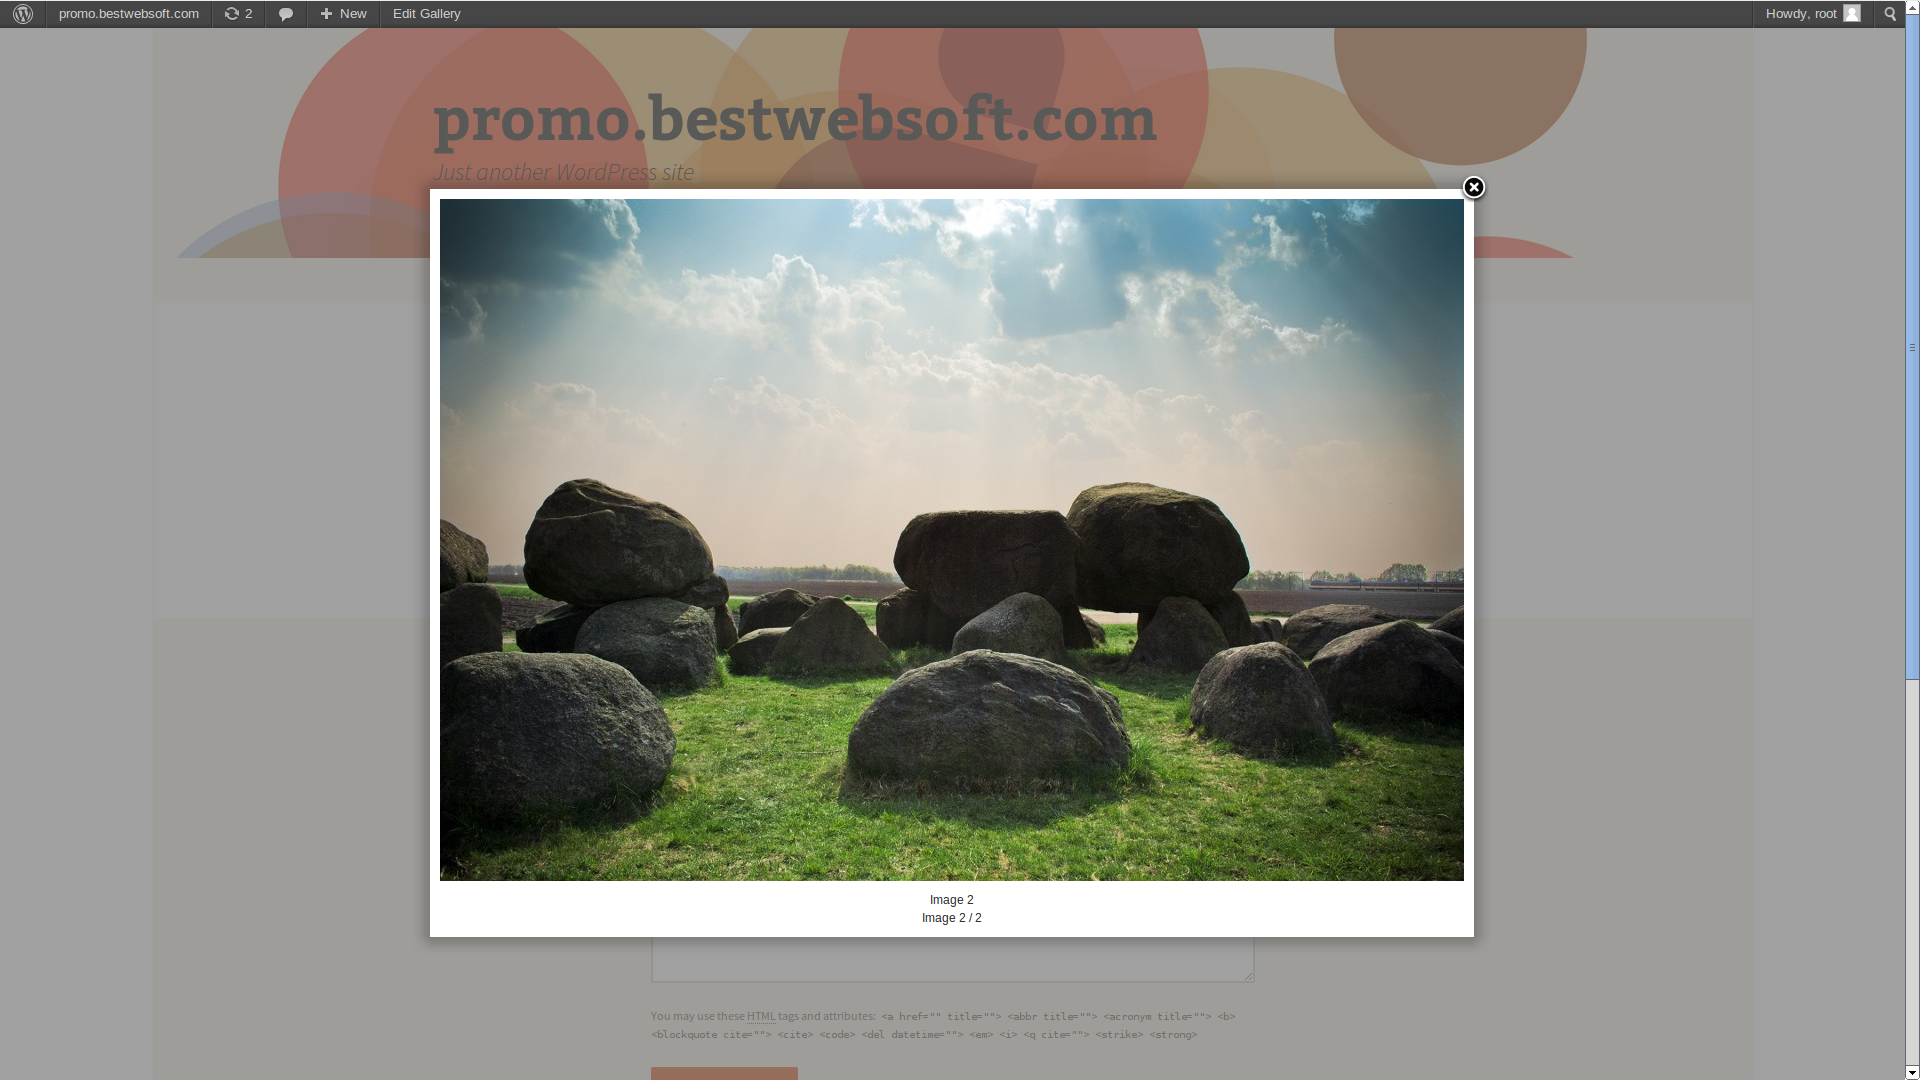 promo.bestwebsoft.com 2 New Edit Gallery Howdy, root
promo.bestwebsoft.com
Just another WordPress site
Image 2
Image 2 / 2
You may use these HTML tags and attributes: <a href="" title=""> <abbr title=""> <acronym title=""> <b>
<blockquote cite=""> <cite> <code> <del datetime=""> <em> <i> <q cite=""> <strike> <strong>